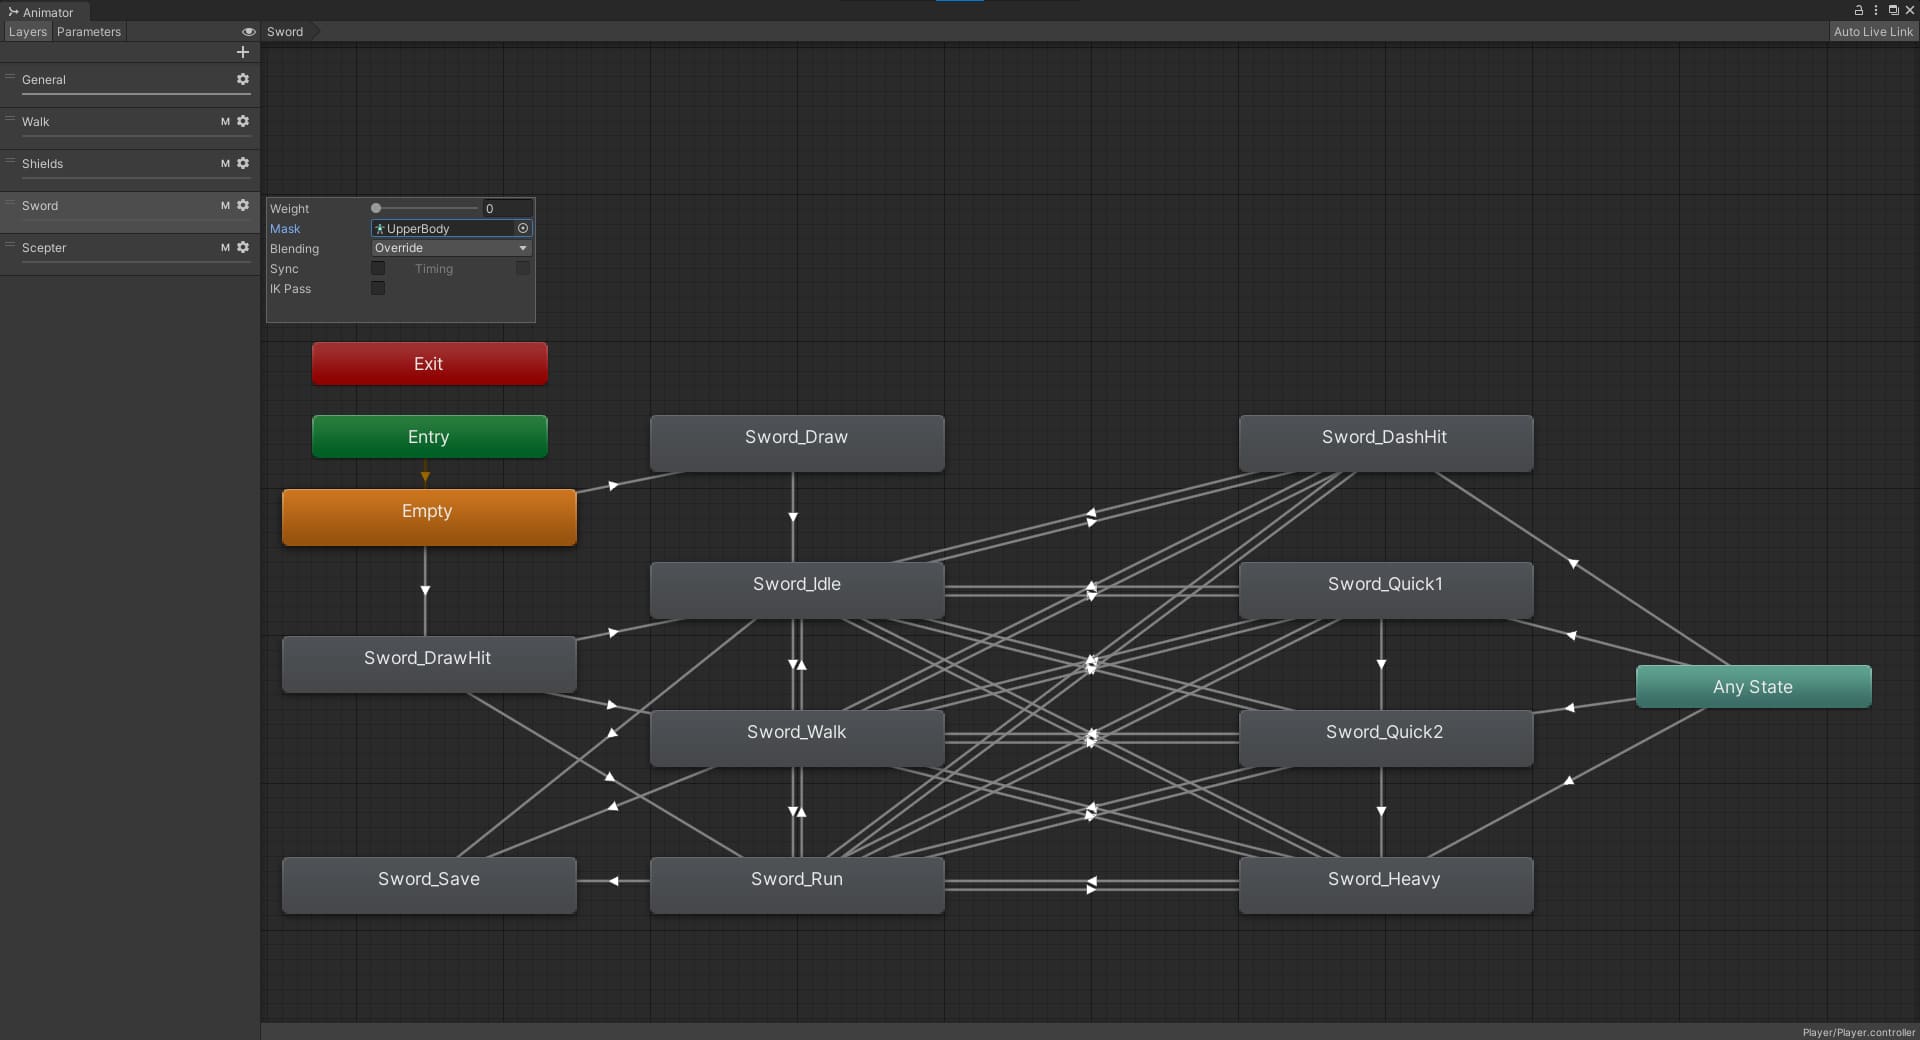 Animator
Layers Parameters
Sword
Auto Live Link
General
Walk M
Shields M
Sword M
Scepter M
Weight 0
Mask UpperBody
Blending Override
Sync Timing
IK Pass
Exit
Entry
Sword_Draw
Sword_DashHit
Empty
Sword_Idle
Sword_Quick1
Sword_DrawHit
Any State
Sword_Walk
Sword_Quick2
Sword_Save
Sword_Run
Sword_Heavy
Player/Player.controller